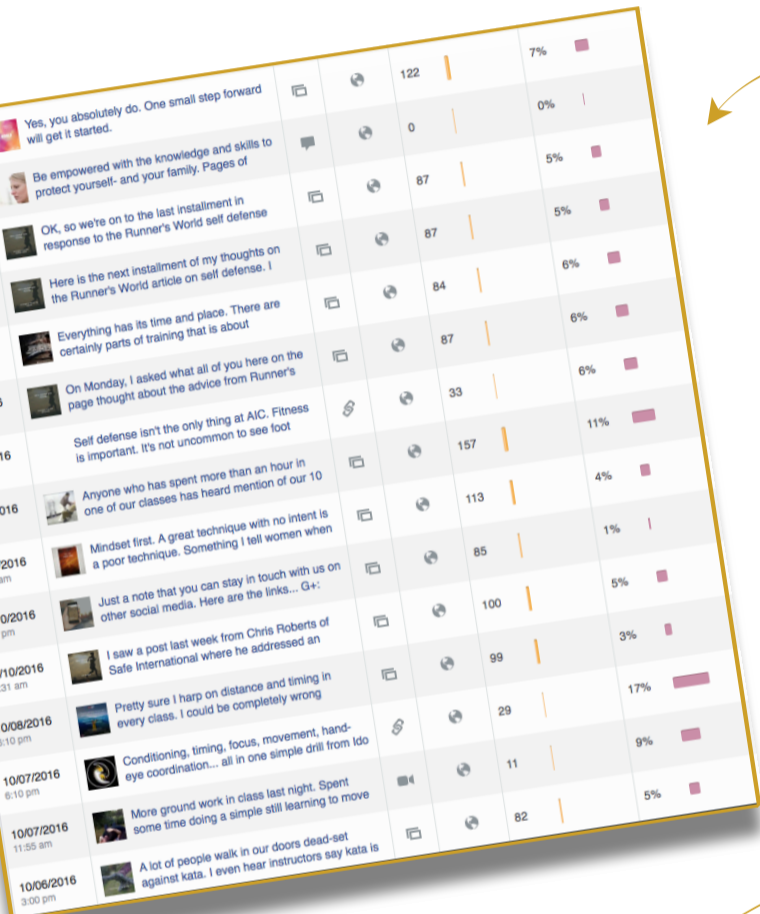 Yes, you absolutely do. One small step forward
will get it started.
122
7%
Be empowered with the knowledge and skills to
protect yourself- and your family. Pages of
0
0%
OK, so we're on to the last installment in
response to the Runner's World self defense
87
5%
Here is the next installment of my thoughts on
the Runner's World article on self defense. I
87
5%
Everything has its time and place. There are
certainly parts of training that is about
84
6%
On Monday, I asked what all of you here on the
page thought about the advice from Runner's
87
6%
16
Self defense isn't the only thing at AIC. Fitness
is important. It's not uncommon to see foot
33
6%
016
Anyone who has spent more than an hour in
one of our classes has heard mention of our 10
157
11%
/2016
am
Mindset first. A great technique with no intent is
a poor technique. Something I tell women when
113
4%
0/2016
pm
Just a note that you can stay in touch with us on
other social media. Here are the links... G+:
85
1%
/10/2016
:31 am
I saw a post last week from Chris Roberts of
Safe International where he addressed an
100
5%
0/08/2016
:10 pm
Pretty sure I harp on distance and timing in
every class. I could be completely wrong
99
3%
10/07/2016
6:10 pm
Conditioning, timing, focus, movement, hand-
eye coordination... all in one simple drill from Ido
29
17%
10/07/2016
11:55 am
More ground work in class last night. Spent
some time doing a simple still learning to move
11
9%
10/06/2016
3:00 pm
A lot of people walk in our doors dead-set
against kata. I even hear instructors say kata is
82
5%